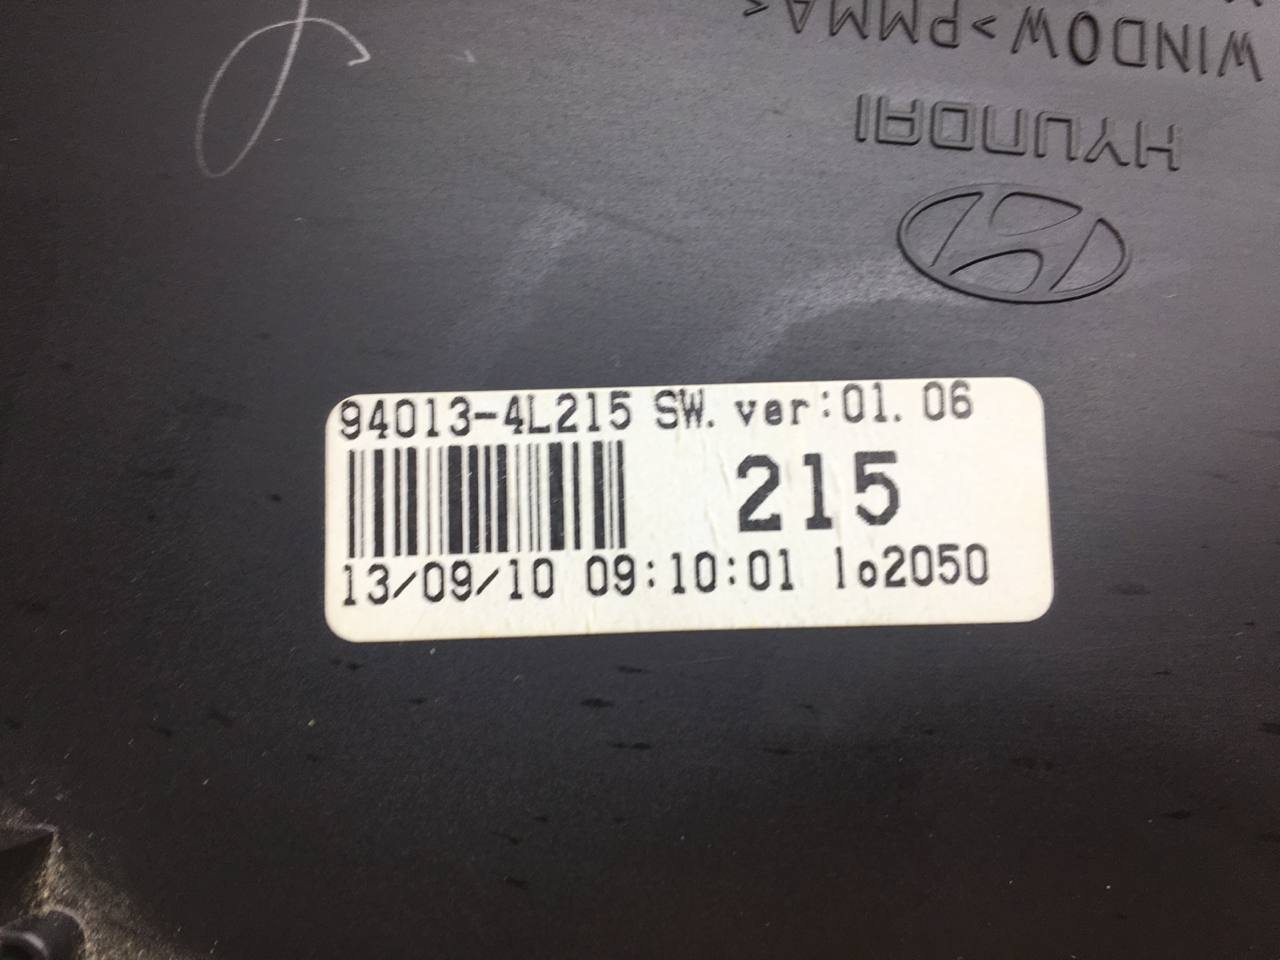 WINDOW>PMMA<
HYUNDAI
94013-4L215 SW. ver:01. 06
215
13/09/10 09:10:01 lo2050